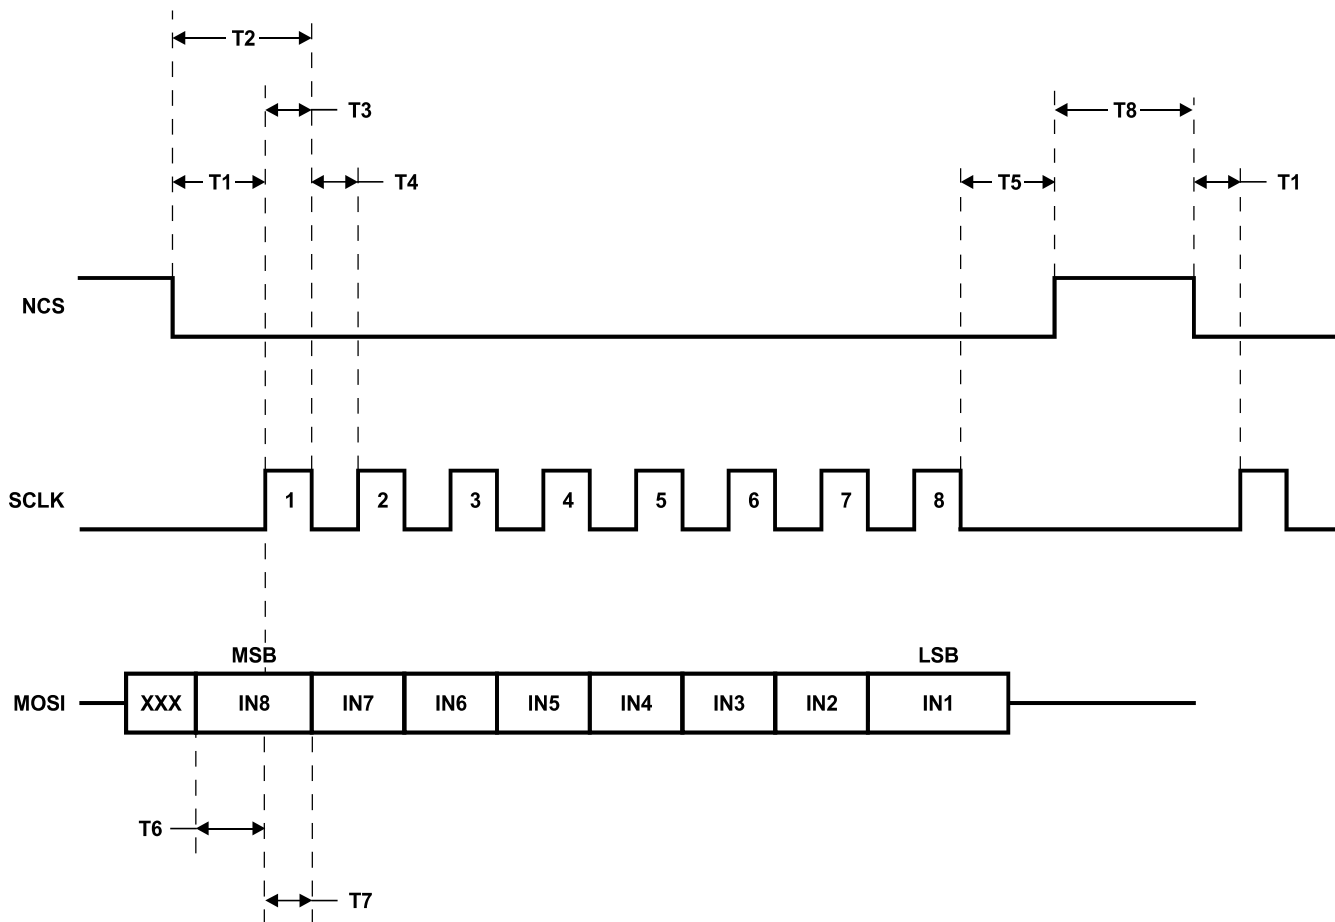 T2
T3
T8
T1 T4 T5 T1
NCS
SCLK 1 2 3 4 5 6 7 8
MSB LSB
MOSI XXX IN8 IN7 IN6 IN5 IN4 IN3 IN2 IN1
T6
T7